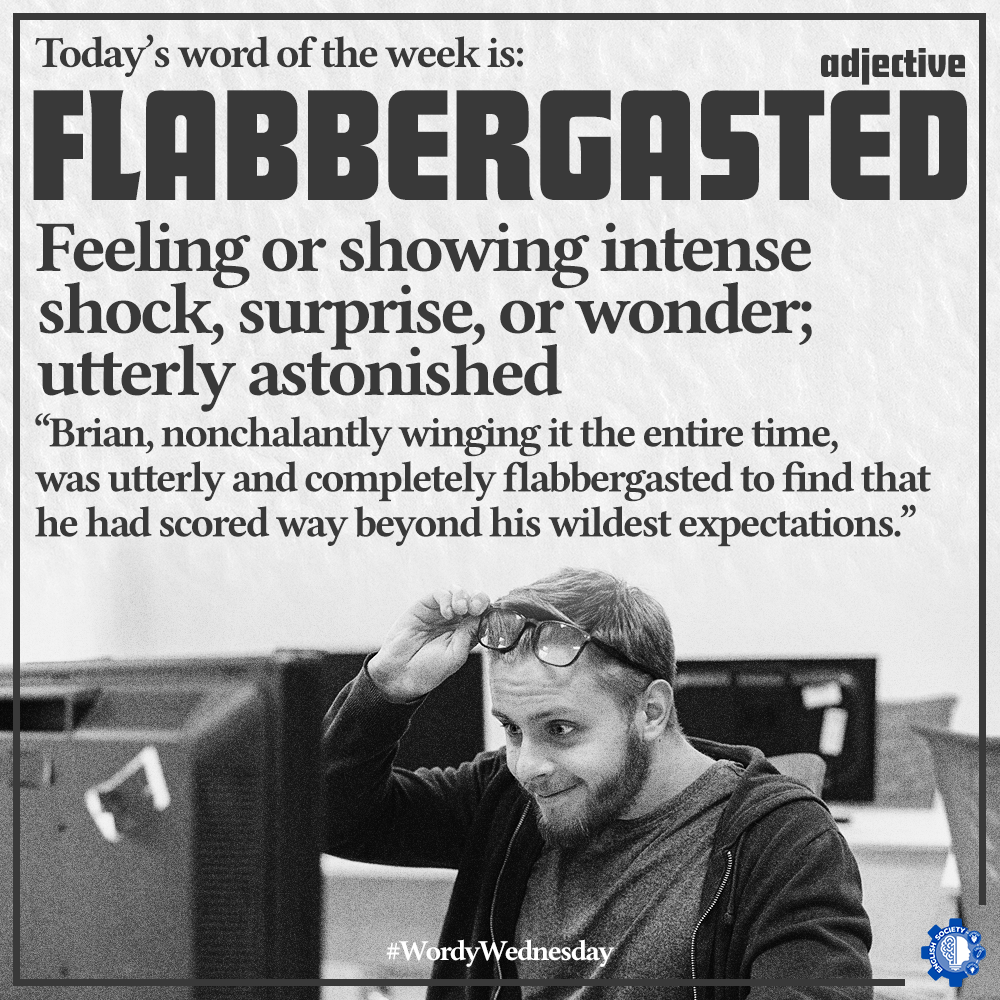 Today's word of the week is:
adjective
FLABBERGASTED
Feeling or showing intense
shock, surprise, or wonder;
utterly astonished
“Brian, nonchalantly winging it the entire time,
was utterly and completely flabbergasted to find that
he had scored way beyond his wildest expectations.”
#WordyWednesday
ENGLISH SOCIETY